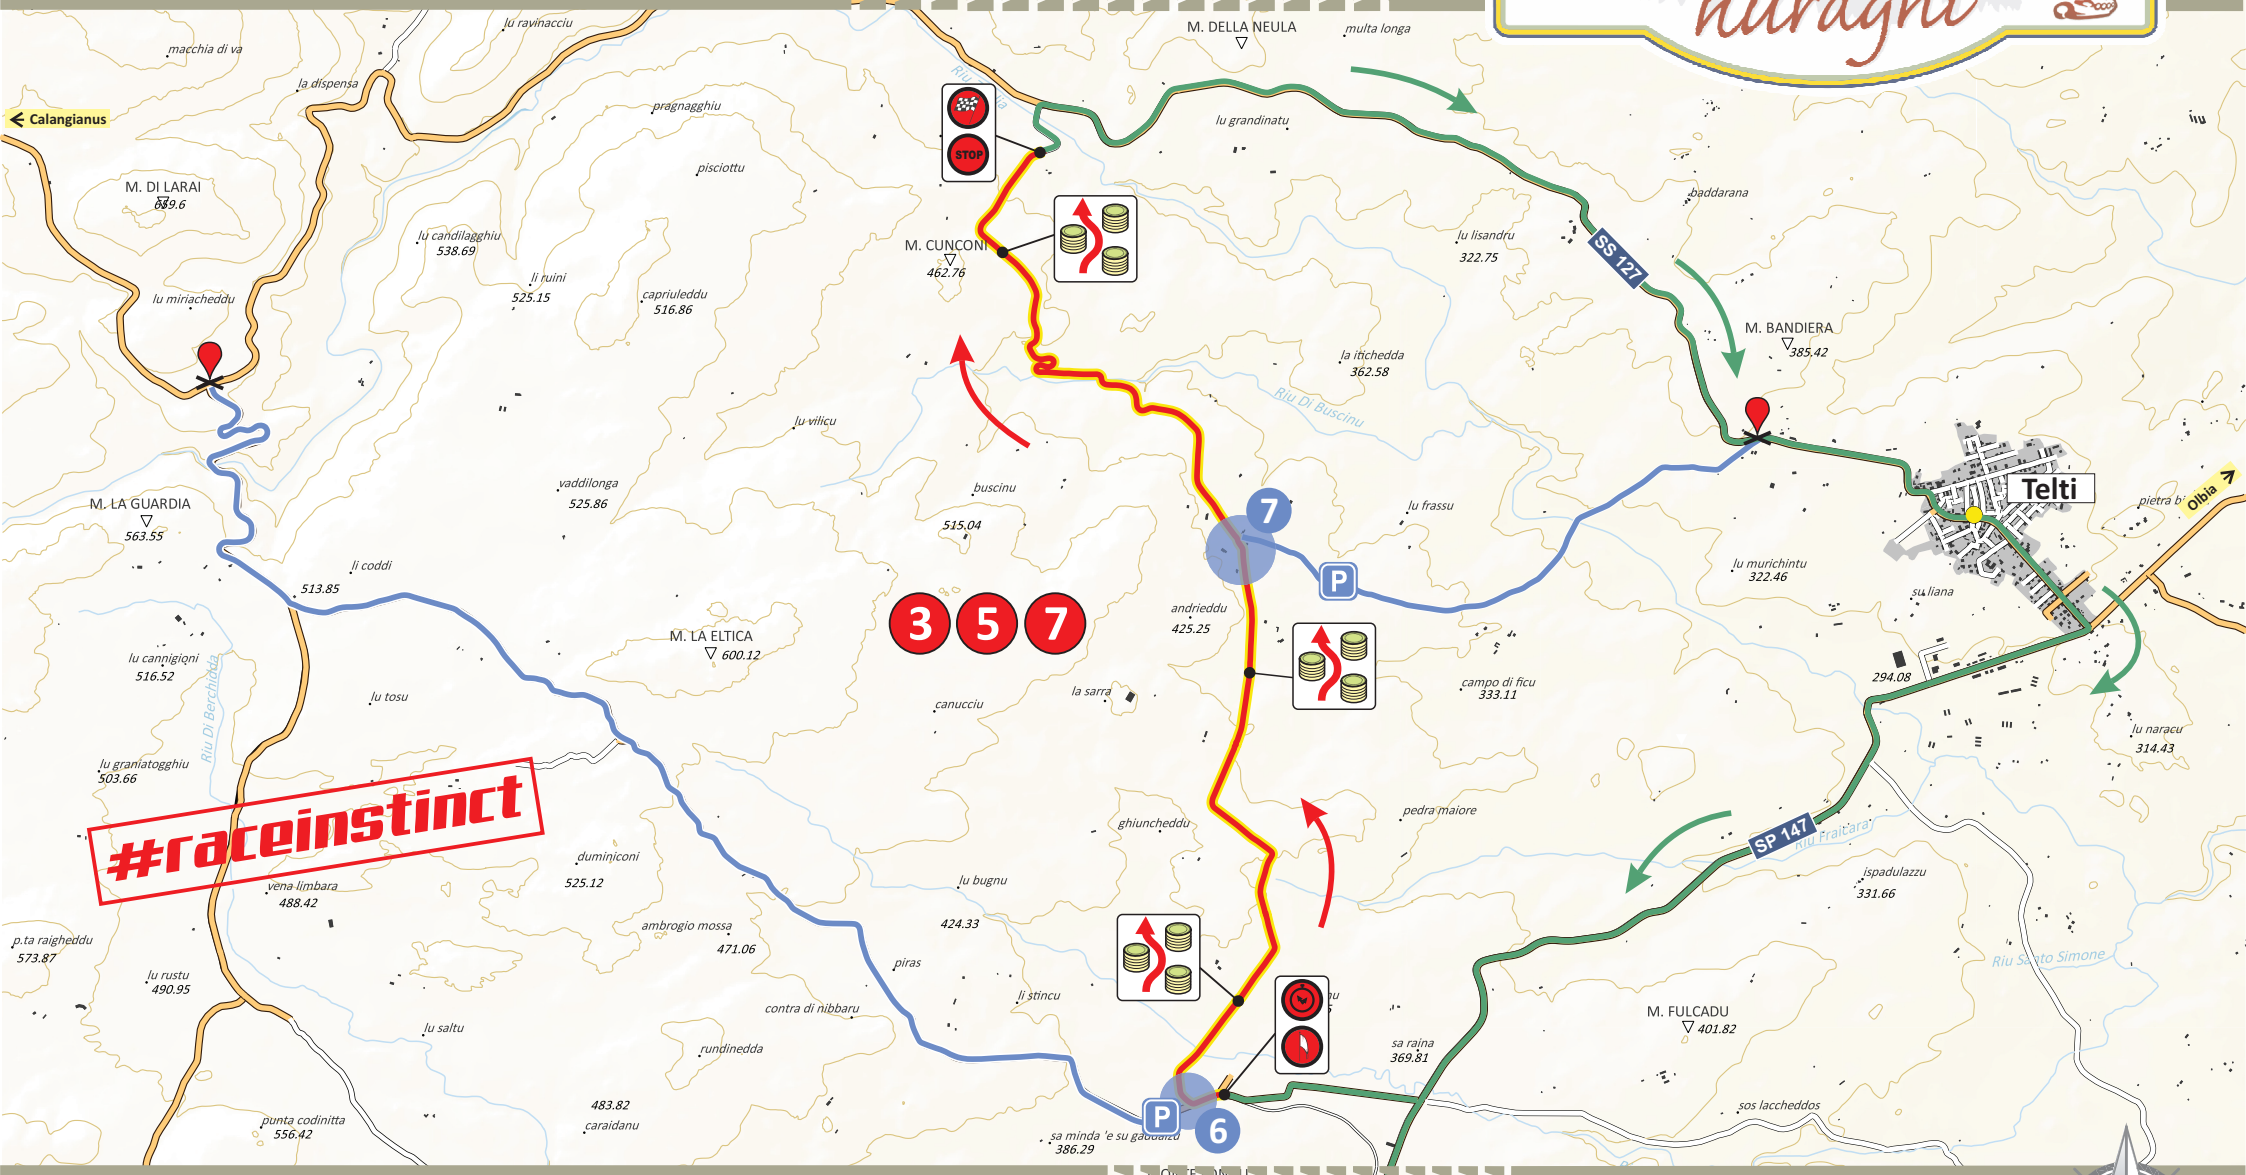 nuraghi
lu ravinacciu
M. DELLA NEULA
multa longa
macchia di va
la dispensa
Calangianus
pragnagghiu
STOP
lu grandinatu
pisciottu
M. DI LARAI
659.6
baddarana
lu candilagghiu
538.69
M. CUNCONI
462.76
lu lisandru
322.75
SS 127
li ruini
525.15
capriuleddu
516.86
lu miriacheddu
M. BANDIERA
385.42
la itichedda
362.58
Riu Di Buscinu
lu vilicu
M. LA GUARDIA
563.55
vaddilonga
525.86
buscinu
515.04
7
lu frassu
Telti
Olbia
pietra bi
li coddi
513.85
P
lu murichintu
322.46
su liana
andrieddu
425.25
3 5 7
M. LA ELTICA
600.12
lu cannigioni
516.52
Riu Di Berchidda
lu tosu
canucciu
la sarra
campo di ficu
333.11
294.08
lu naracu
314.43
lu graniatogghiu
503.66
#raceinstinct
ghiuncheddu
pedra maiore
SP 147
Riu Fraicara
duminiconi
525.12
vena limbara
488.42
lu bugnu
424.33
ispadulazzu
331.66
p.ta raigheddu
573.87
ambrogio mossa
471.06
piras
Riu Santo Simone
lu rustu
490.95
li stincu
contra di nibbaru
M. FULCADU
401.82
lu saltu
rundinedda
sa raina
369.81
483.82
caraidanu
punta codinitta
556.42
P
6
sos laccheddos
sa minda 'e su
386.29